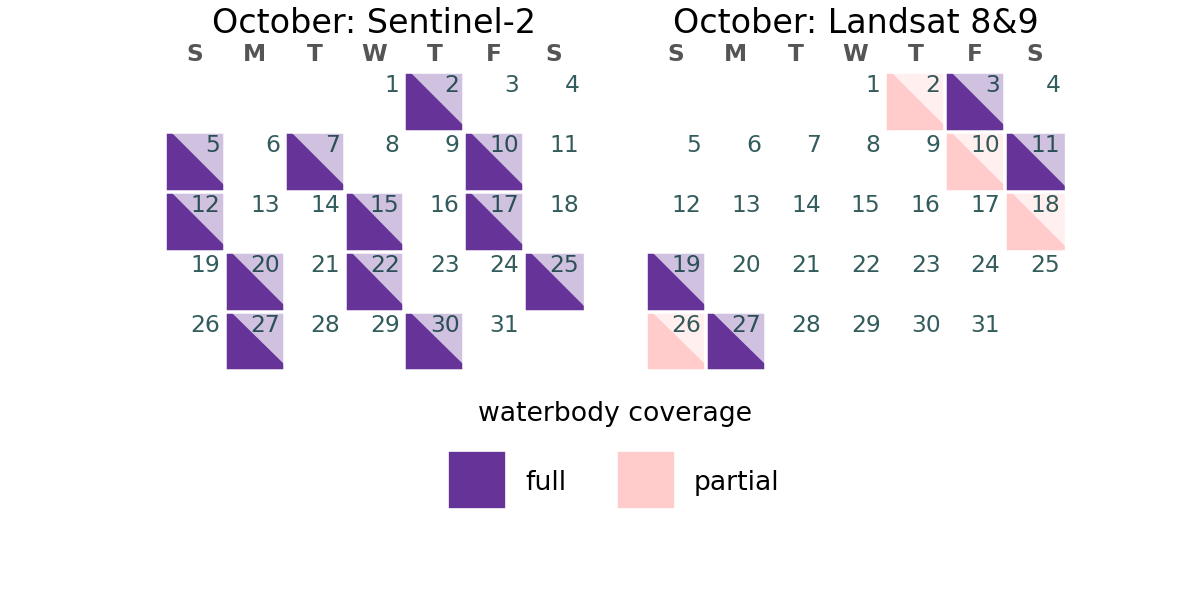 October: Sentinel-2
S M T W T F S
1 2 3 4
5 6 7 8 9 10 11
12 13 14 15 16 17 18
19 20 21 22 23 24 25
26 27 28 29 30 31
October: Landsat 8&9
S M T W T F S
1 2 3 4
5 6 7 8 9 10 11
12 13 14 15 16 17 18
19 20 21 22 23 24 25
26 27 28 29 30 31
waterbody coverage
full partial